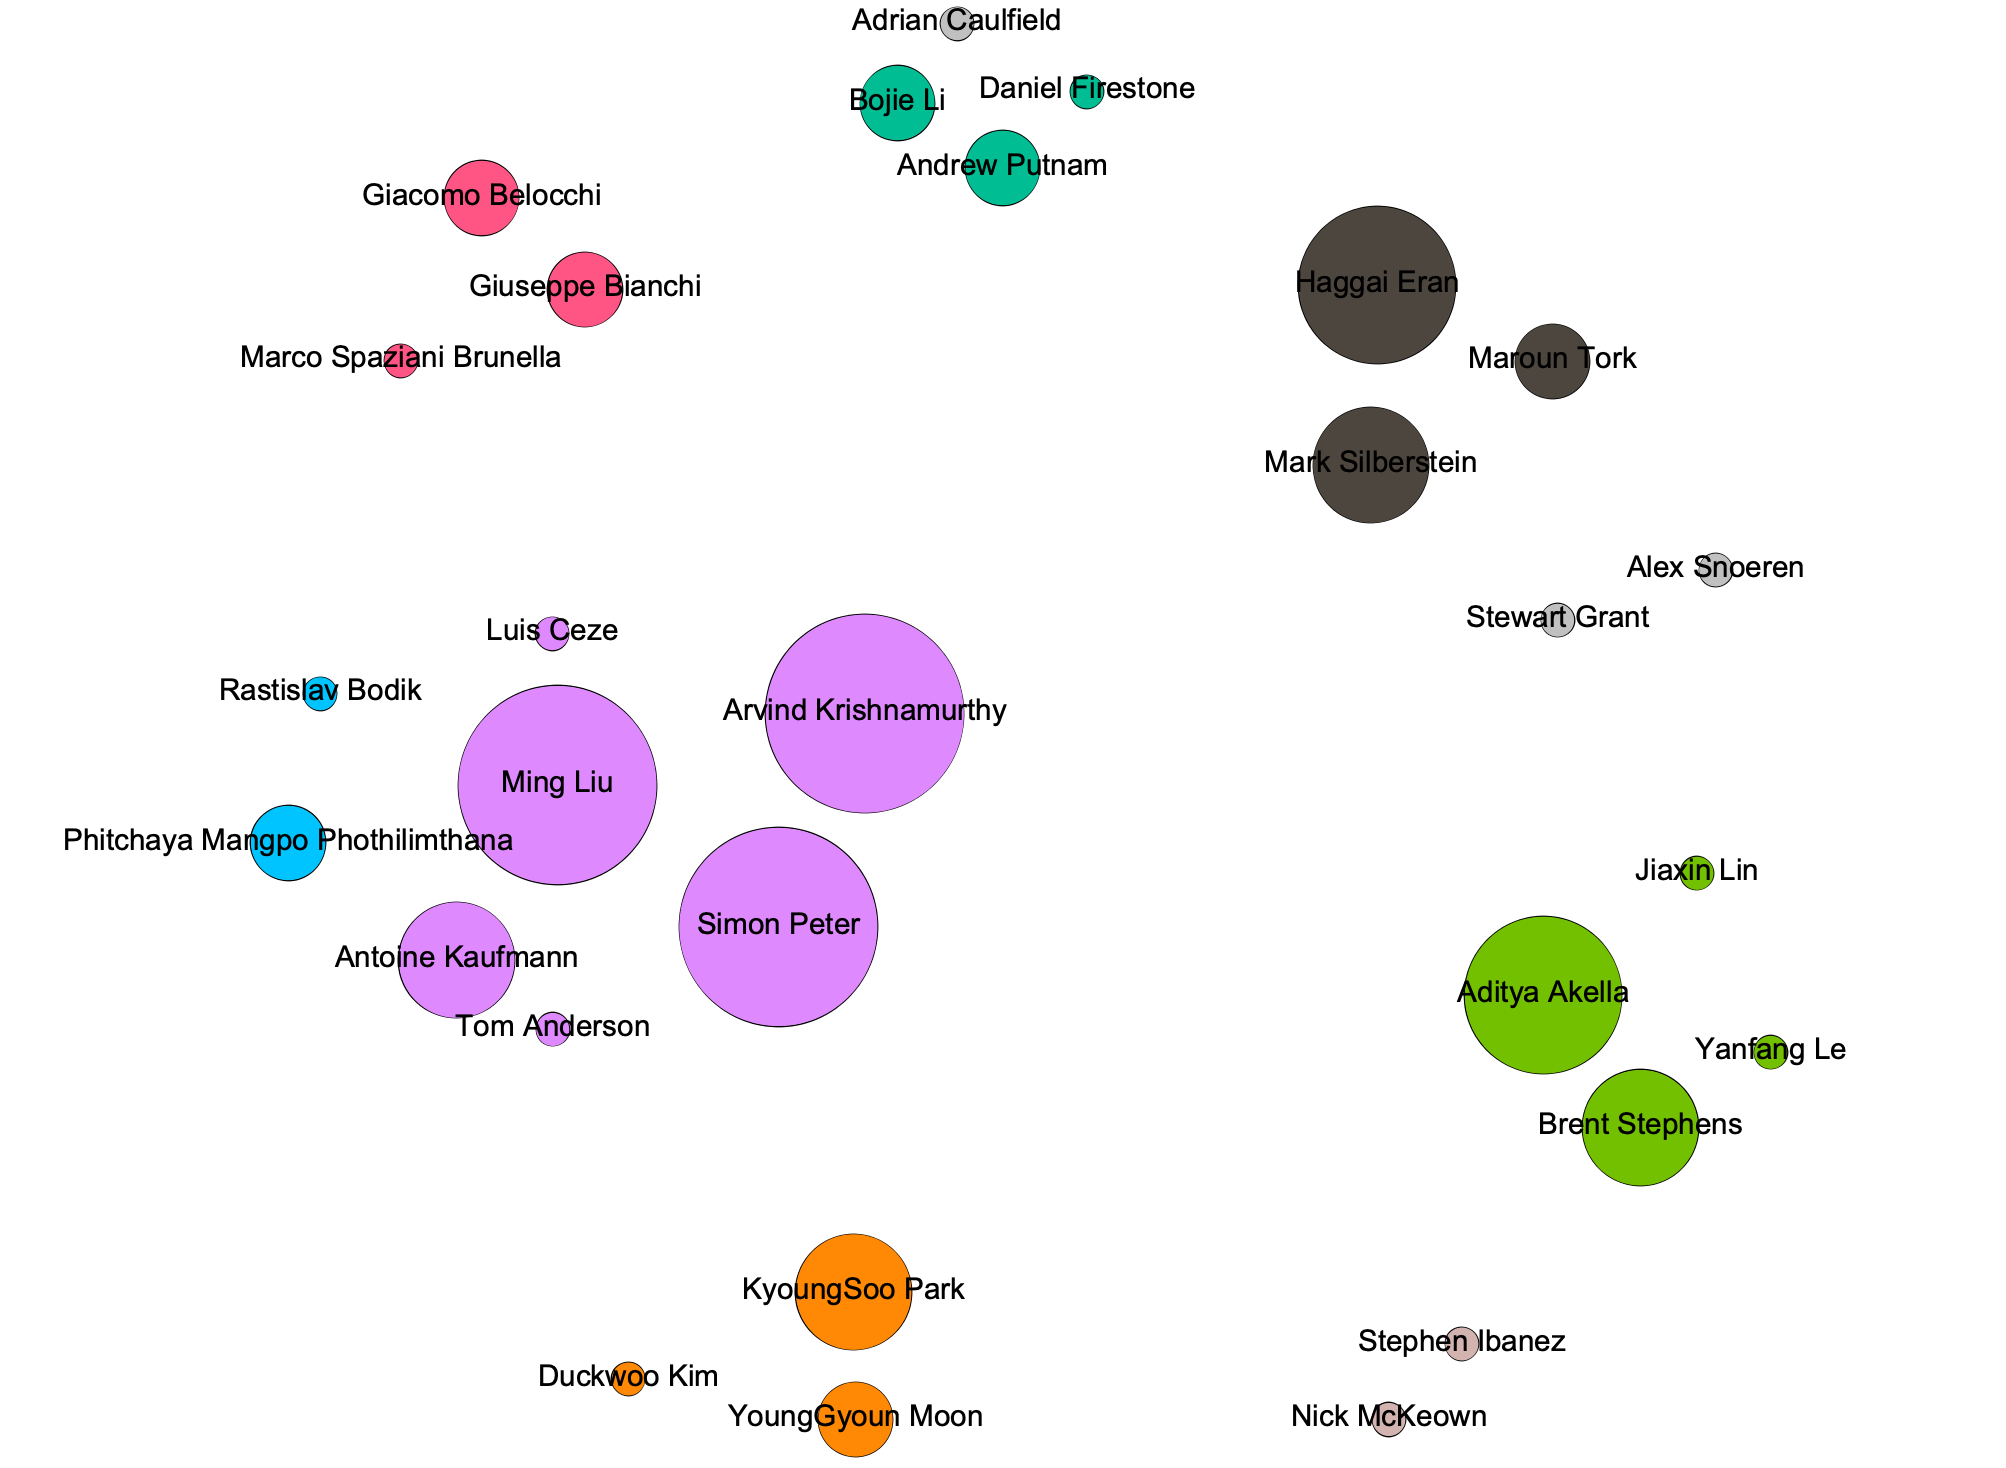 Adrian Caulfield
Daniel Firestone
Bojie Li
Andrew Putnam
Giacomo Belocchi
Giuseppe Bianchi
Haggai Eran
Marco Spaziani Brunella
Maroun Tork
Mark Silberstein
Alex Snoeren
Stewart Grant
Luis Ceze
Rastislav Bodik
Arvind Krishnamurthy
Ming Liu
Phitchaya Mangpo Phothilimthana
Jiaxin Lin
Simon Peter
Antoine Kaufmann
Aditya Akella
Tom Anderson
Yanfang Le
Brent Stephens
KyoungSoo Park
Stephen Ibanez
Duckwoo Kim
YoungGyoun Moon
Nick McKeown